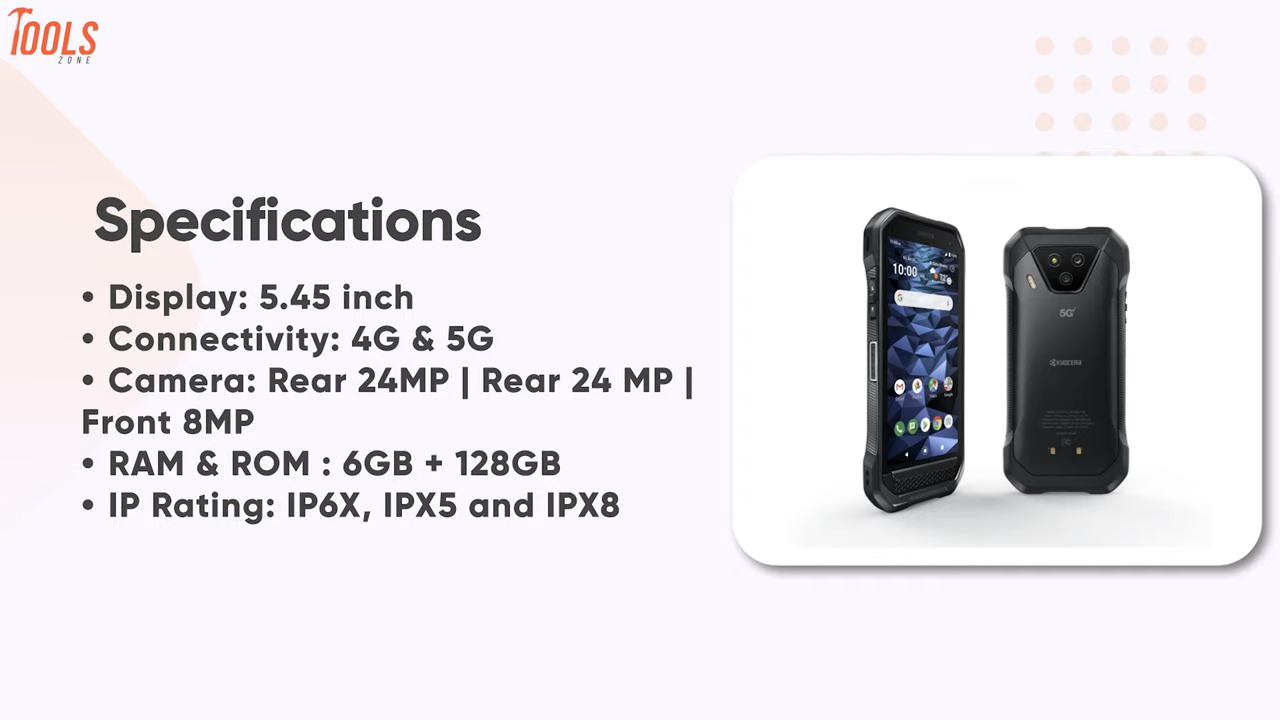 TOOLS
ZONE
Specifications
• Display: 5.45 inch
• Connectivity: 4G & 5G
• Camera: Rear 24MP | Rear 24 MP |
Front 8MP
• RAM & ROM : 6GB + 128GB
• IP Rating: IP6X, IPX5 and IPX8
10:00
5G
KYOCERA